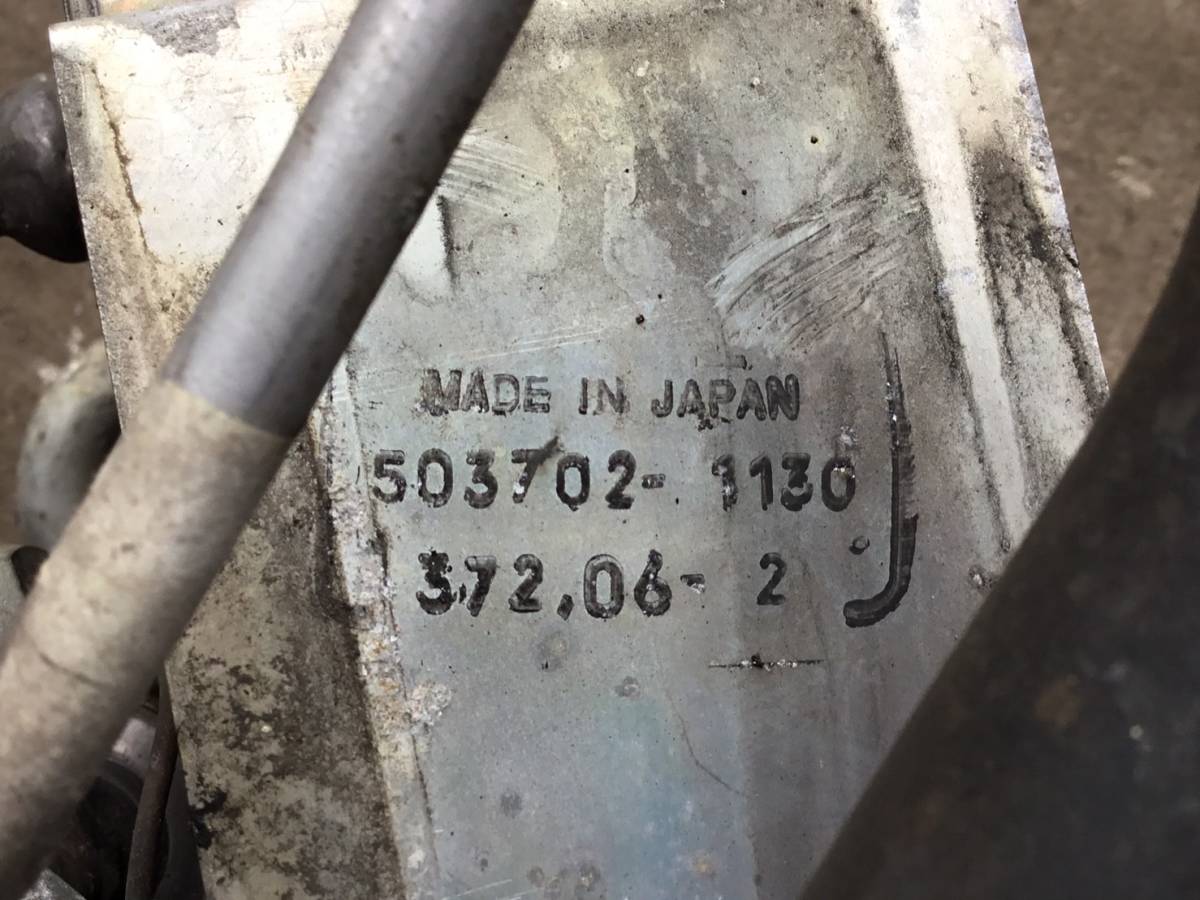 MADE IN JAPAN
503702- 1130
372,06- 2
J